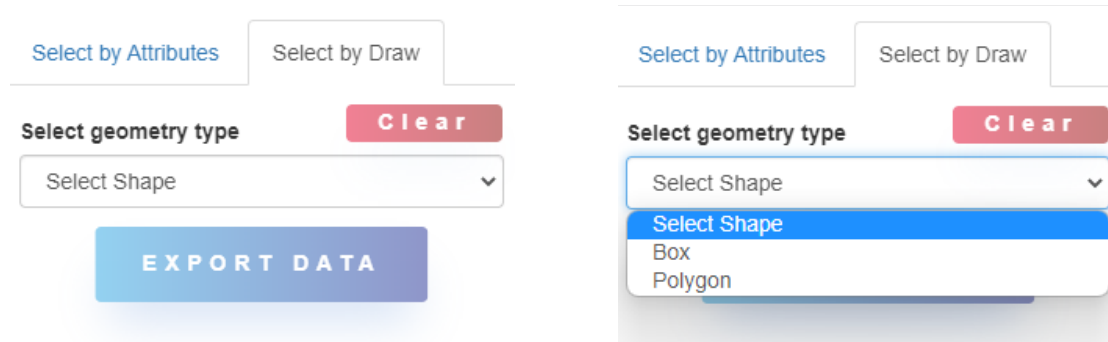 Select by Attributes Select by Draw
Select geometry type Clear
Select Shape
EXPORT DATA
Select by Attributes Select by Draw
Select geometry type Clear
Select Shape
Select Shape
Box
Polygon